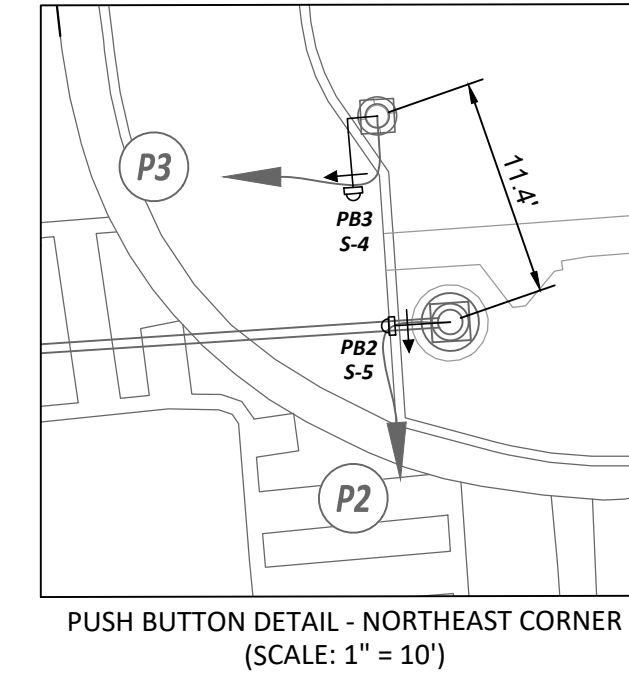 P3
11.4'
PB3
S-4
PB2
S-5
P2
PUSH BUTTON DETAIL - NORTHEAST CORNER
(SCALE: 1" = 10')